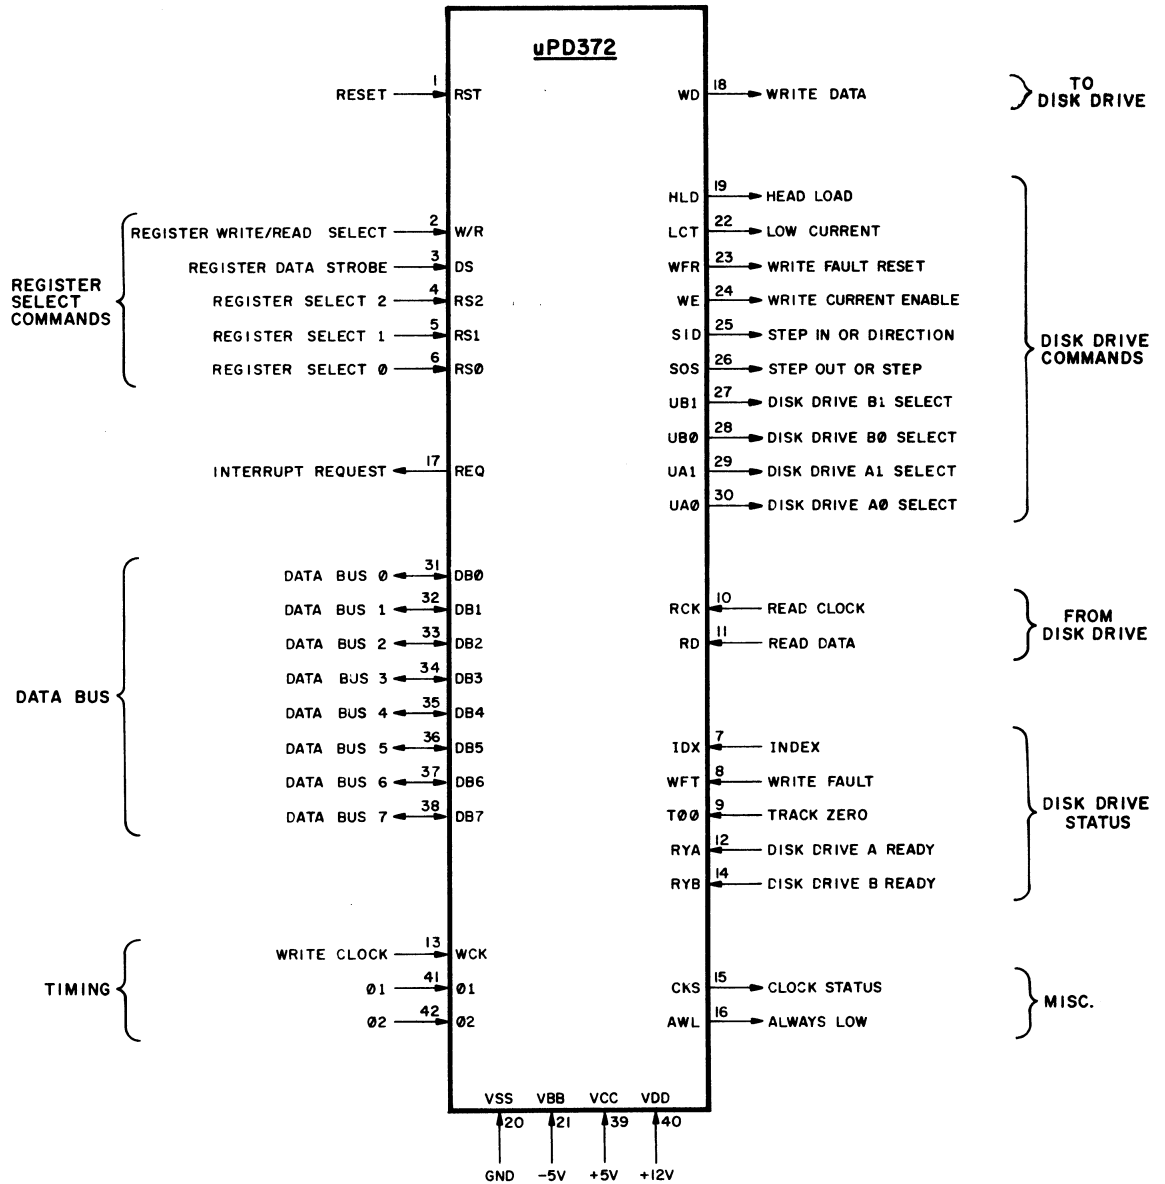 uPD372
RESET 1 RST
REGISTER SELECT COMMANDS
REGISTER WRITE/READ SELECT 2 W/R
REGISTER DATA STROBE 3 DS
REGISTER SELECT 2 4 RS2
REGISTER SELECT 1 5 RS1
REGISTER SELECT Ø 6 RSØ
INTERRUPT REQUEST 17 REQ
DATA BUS
DATA BUS Ø 31 DBØ
DATA BUS 1 32 DB1
DATA BUS 2 33 DB2
DATA BUS 3 34 DB3
DATA BUS 4 35 DB4
DATA BUS 5 36 DB5
DATA BUS 6 37 DB6
DATA BUS 7 38 DB7
TIMING
WRITE CLOCK 13 WCK
Ø1 41 Ø1
Ø2 42 Ø2
WD 18 WRITE DATA
TO DISK DRIVE
HLD 19 HEAD LOAD
LCT 22 LOW CURRENT
WFR 23 WRITE FAULT RESET
WE 24 WRITE CURRENT ENABLE
SID 25 STEP IN OR DIRECTION
SOS 26 STEP OUT OR STEP
UB1 27 DISK DRIVE B1 SELECT
UBØ 28 DISK DRIVE BØ SELECT
UA1 29 DISK DRIVE A1 SELECT
UAØ 30 DISK DRIVE AØ SELECT
DISK DRIVE COMMANDS
RCK 10 READ CLOCK
RD 11 READ DATA
FROM DISK DRIVE
IDX 7 INDEX
WFT 8 WRITE FAULT
TØØ 9 TRACK ZERO
RYA 12 DISK DRIVE A READY
RYB 14 DISK DRIVE B READY
DISK DRIVE STATUS
CKS 15 CLOCK STATUS
AWL 16 ALWAYS LOW
MISC.
VSS VBB VCC VDD
20 21 39 40
GND -5V +5V +12V